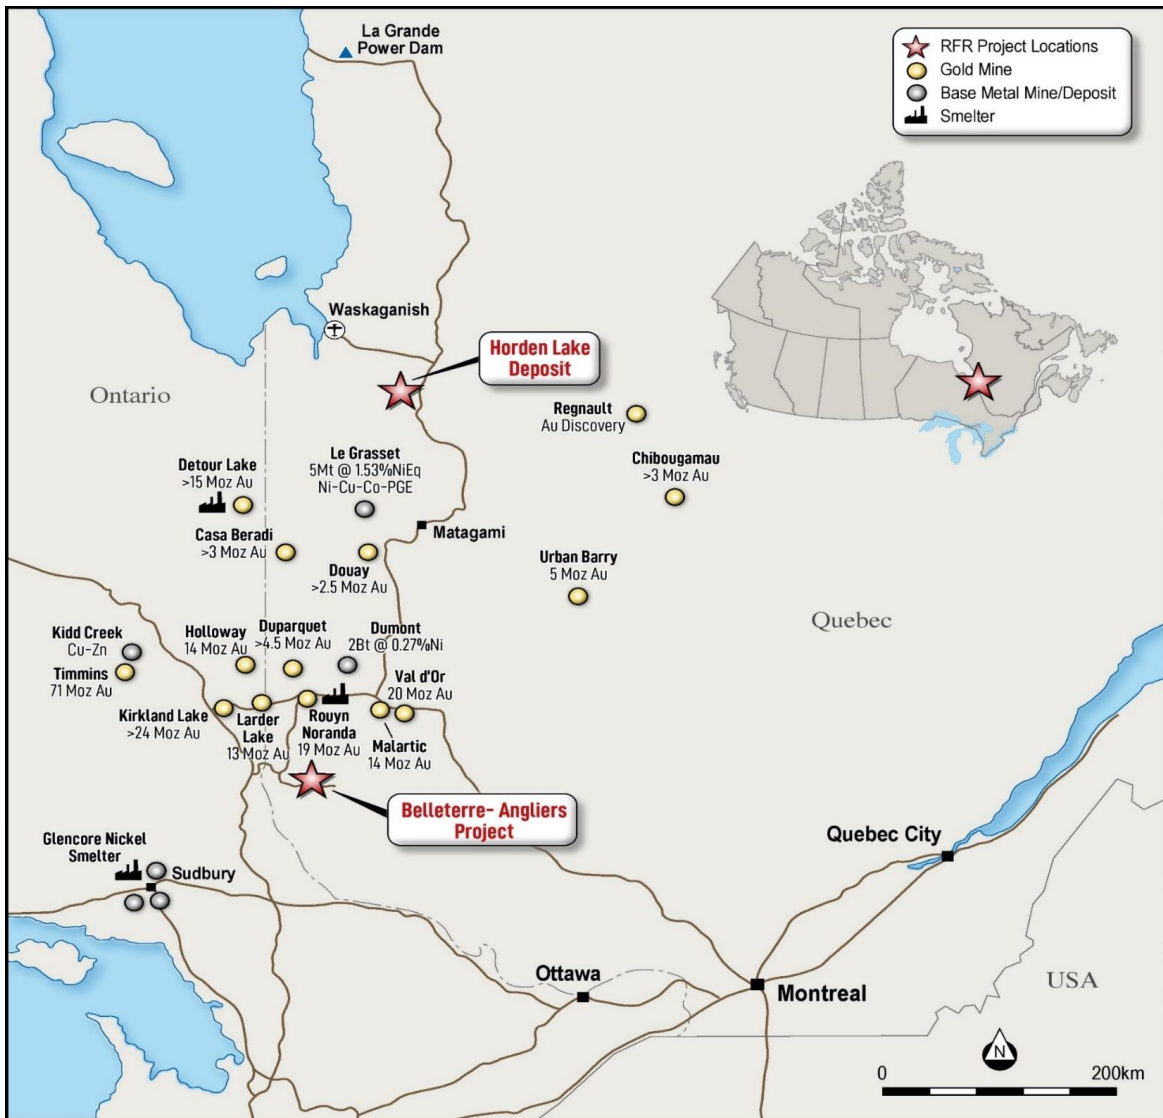 La Grande
Power Dam
RFR Project Locations
Gold Mine
Base Metal Mine/Deposit
Smelter
Waskaganish
Horden Lake
Deposit
Ontario
Regnault
Au Discovery
Le Grasset
5Mt @ 1.53%NiEq
Ni-Cu-Co-PGE
Detour Lake
>15 Moz Au
Chibougamau
>3 Moz Au
Casa Beradi
>3 Moz Au
Matagami
Douay
>2.5 Moz Au
Urban Barry
5 Moz Au
Quebec
Kidd Creek
Cu-Zn
Timmins
71 Moz Au
Holloway
14 Moz Au
Duparquet
>4.5 Moz Au
Dumont
2Bt @ 0.27%Ni
Val d'Or
20 Moz Au
Kirkland Lake
>24 Moz Au
Larder
Lake
13 Moz Au
Rouyn
Noranda
19 Moz Au
Malartic
14 Moz Au
Belleterre- Angliers
Project
Glencore Nickel
Smelter
Sudbury
Quebec City
Ottawa
Montreal
USA
N
0 200km